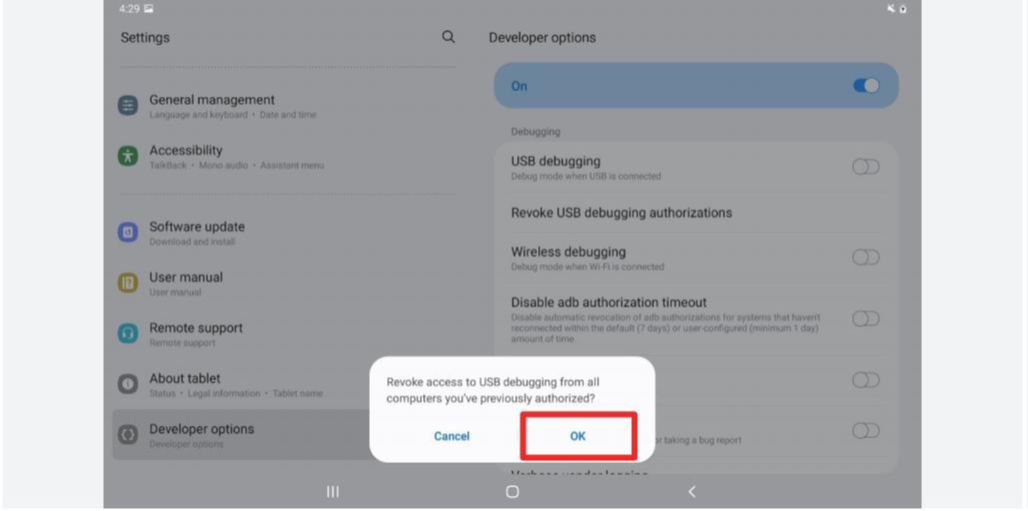 4:29
Settings
General management
Language and keyboard • Date and time
Accessibility
TalkBack • Mono audio • Assistant menu
Software update
Download and install
User manual
User manual
Remote support
Remote support
About tablet
Status • Legal information • Tablet name
Developer options
Developer options
Developer options
On
Debugging
USB debugging
Debug mode when USB is connected
Revoke USB debugging authorizations
Wireless debugging
Debug mode when Wi-Fi is connected
Disable adb authorization timeout
Disable automatic revocation of adb authorizations for systems that haven't
reconnected within the default (7 days) or user-configured (minimum 1 day)
amount of time.
Revoke access to USB debugging from all
computers you've previously authorized?
Cancel
OK
or taking a bug report